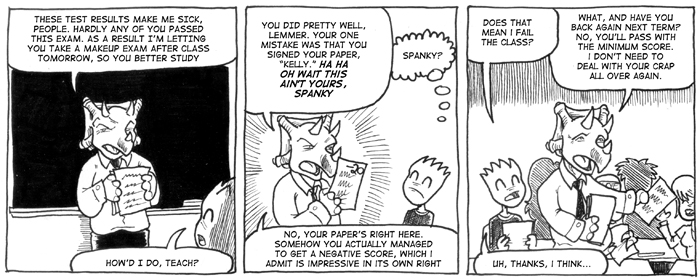 THESE TEST RESULTS MAKE ME SICK,
PEOPLE. HARDLY ANY OF YOU PASSED
THIS EXAM. AS A RESULT I'M LETTING
YOU TAKE A MAKEUP EXAM AFTER CLASS
TOMORROW, SO YOU BETTER STUDY
HOW'D I DO, TEACH?
YOU DID PRETTY WELL,
LEMMER. YOUR ONE
MISTAKE WAS THAT YOU
SIGNED YOUR PAPER,
"KELLY." HA HA
OH WAIT THIS
AIN'T YOURS,
SPANKY
SPANKY?
NO, YOUR PAPER'S RIGHT HERE.
SOMEHOW YOU ACTUALLY MANAGED
TO GET A NEGATIVE SCORE, WHICH I
ADMIT IS IMPRESSIVE IN ITS OWN RIGHT
DOES THAT
MEAN I FAIL
THE CLASS?
WHAT, AND HAVE YOU
BACK AGAIN NEXT TERM?
NO, YOU'LL PASS WITH
THE MINIMUM SCORE.
I DON'T NEED TO
DEAL WITH YOUR CRAP
ALL OVER AGAIN.
UH, THANKS, I THINK...